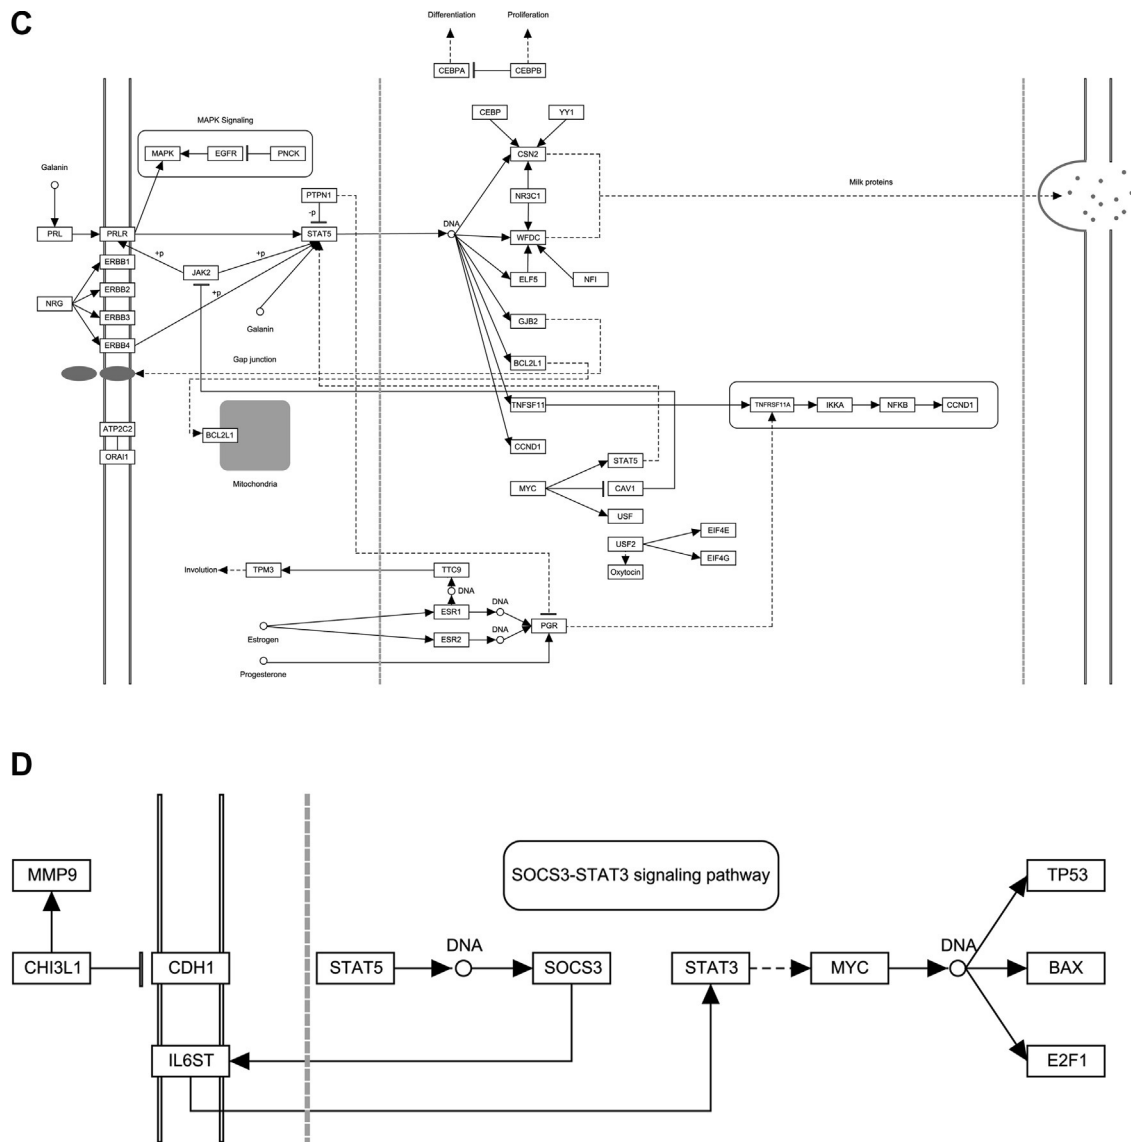 C
Differentiation
Proliferation
CEBPA
CEBPB
MAPK Signaling
MAPK
EGFR
PNCK
CEBP
YY1
CSN2
Galanin
PTPN1
-p
NR3C1
Milk proteins
PRL
PRLR
STAT5
DNA
WFDC
ERBB1
+p
JAK2
+p
ELF5
NFI
ERBB2
NRG
+p
ERBB3
Galanin
GJB2
ERBB4
Gap junction
BCL2L1
TNFSF11
TNFRSF11A
IKKA
NFKB
CCND1
ATP2C2
BCL2L1
CCND1
ORAI1
STAT5
Mitochondria
MYC
CAV1
USF
EIF4E
USF2
EIF4G
Involution
TPM3
TTC9
Oxytocin
DNA
ESR1
DNA
Estrogen
DNA
PGR
ESR2
Progesterone
D
MMP9
SOCS3-STAT3 signaling pathway
TP53
CHI3L1
CDH1
STAT5
DNA
SOCS3
STAT3
MYC
DNA
BAX
IL6ST
E2F1